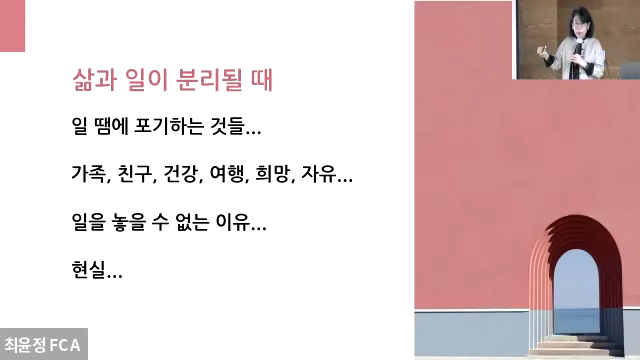 삶과 일이 분리될 때
일 땜에 포기하는 것들...
가족, 친구, 건강, 여행, 희망, 자유...
일을 놓을 수 없는 이유...
현실...
최윤정 FCA